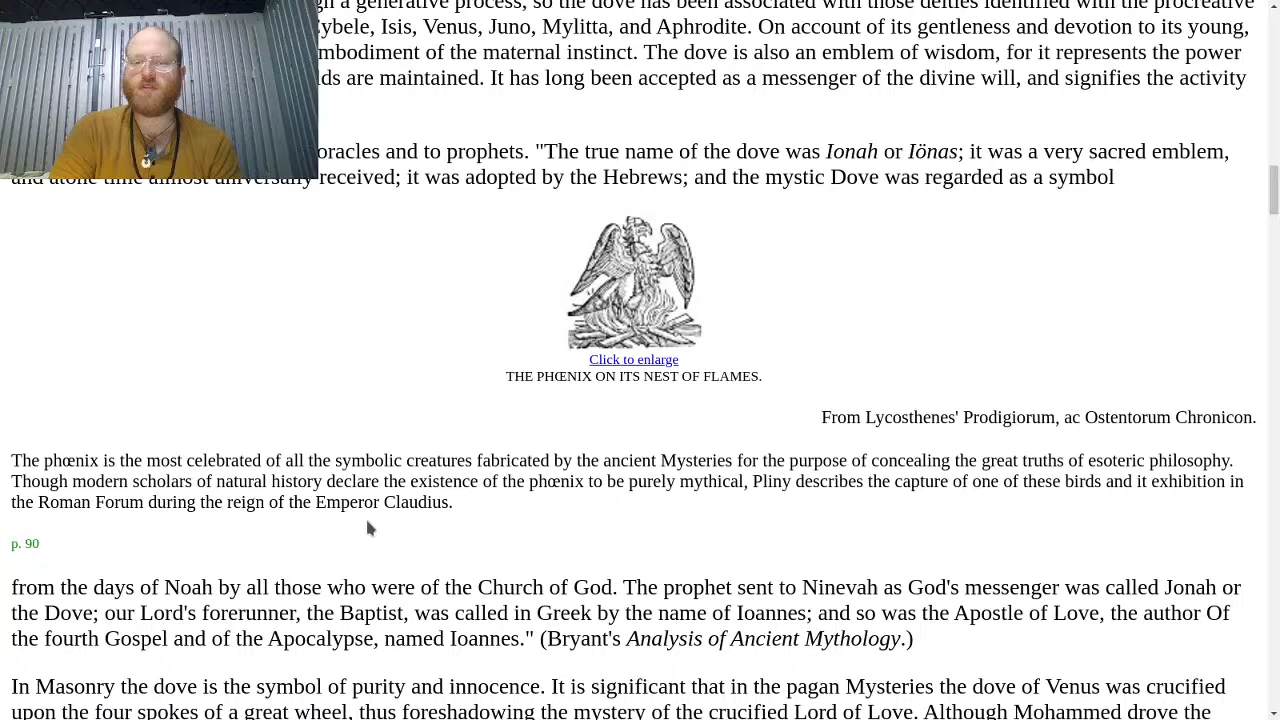 a generative process, so the dove has been associated with those deities identified with the procreative
Cybele, Isis, Venus, Juno, Mylitta, and Aphrodite. On account of its gentleness and devotion to its young,
mbodiment of the maternal instinct. The dove is also an emblem of wisdom, for it represents the power
lds are maintained. It has long been accepted as a messenger of the divine will, and signifies the activity
oracles and to prophets. "The true name of the dove was Ionah or Iönas; it was a very sacred emblem,
and atone time almost universally received; it was adopted by the Hebrews; and the mystic Dove was regarded as a symbol
Click to enlarge
THE PHŒNIX ON ITS NEST OF FLAMES.
From Lycosthenes' Prodigiorum, ac Ostentorum Chronicon.
The phœnix is the most celebrated of all the symbolic creatures fabricated by the ancient Mysteries for the purpose of concealing the great truths of esoteric philosophy.
Though modern scholars of natural history declare the existence of the phœnix to be purely mythical, Pliny describes the capture of one of these birds and it exhibition in
the Roman Forum during the reign of the Emperor Claudius.
p. 90
from the days of Noah by all those who were of the Church of God. The prophet sent to Ninevah as God's messenger was called Jonah or
the Dove; our Lord's forerunner, the Baptist, was called in Greek by the name of Ioannes; and so was the Apostle of Love, the author Of
the fourth Gospel and of the Apocalypse, named Ioannes." (Bryant's Analysis of Ancient Mythology.)
In Masonry the dove is the symbol of purity and innocence. It is significant that in the pagan Mysteries the dove of Venus was crucified
upon the four spokes of a great wheel, thus foreshadowing the mystery of the crucified Lord of Love. Although Mohammed drove the